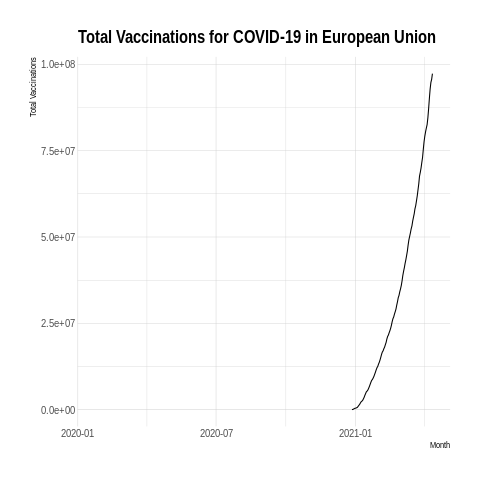 Total Vaccinations for COVID-19 in European Union
Total Vaccinations
1.0e+08
7.5e+07
5.0e+07
2.5e+07
0.0e+00
2020-01
2020-07
2021-01
Month